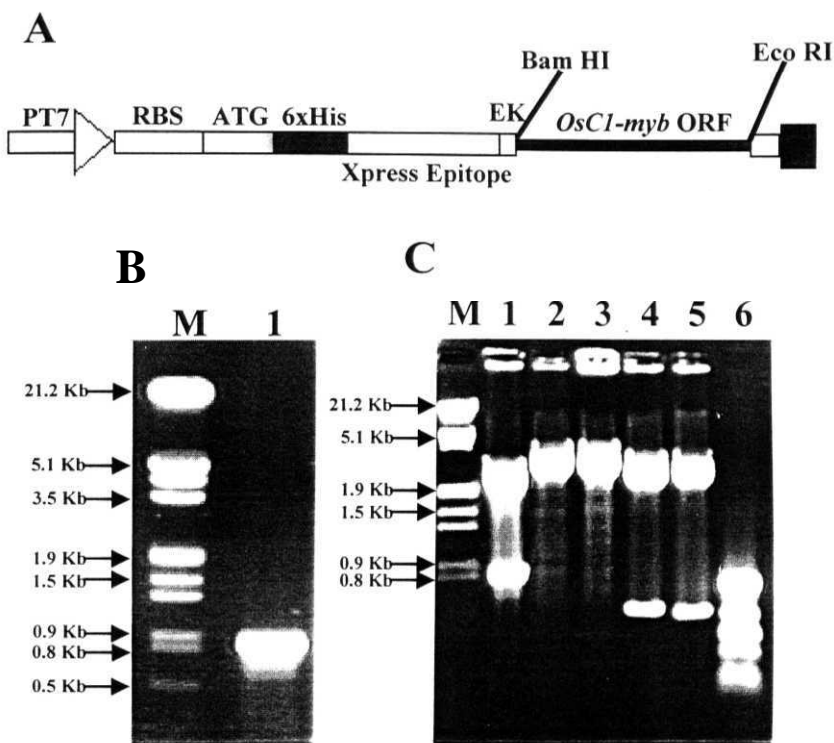 A
Bam HI
Eco RI
PT7 RBS ATG 6xHis EK OsC1-myb ORF
Xpress Epitope
B
M 1
21.2 Kb
5.1 Kb
3.5 Kb
1.9 Kb
1.5 Kb
0.9 Kb
0.8 Kb
0.5 Kb
C
M 1 2 3 4 5 6
21.2 Kb
5.1 Kb
1.9 Kb
1.5 Kb
0.9 Kb
0.8 Kb